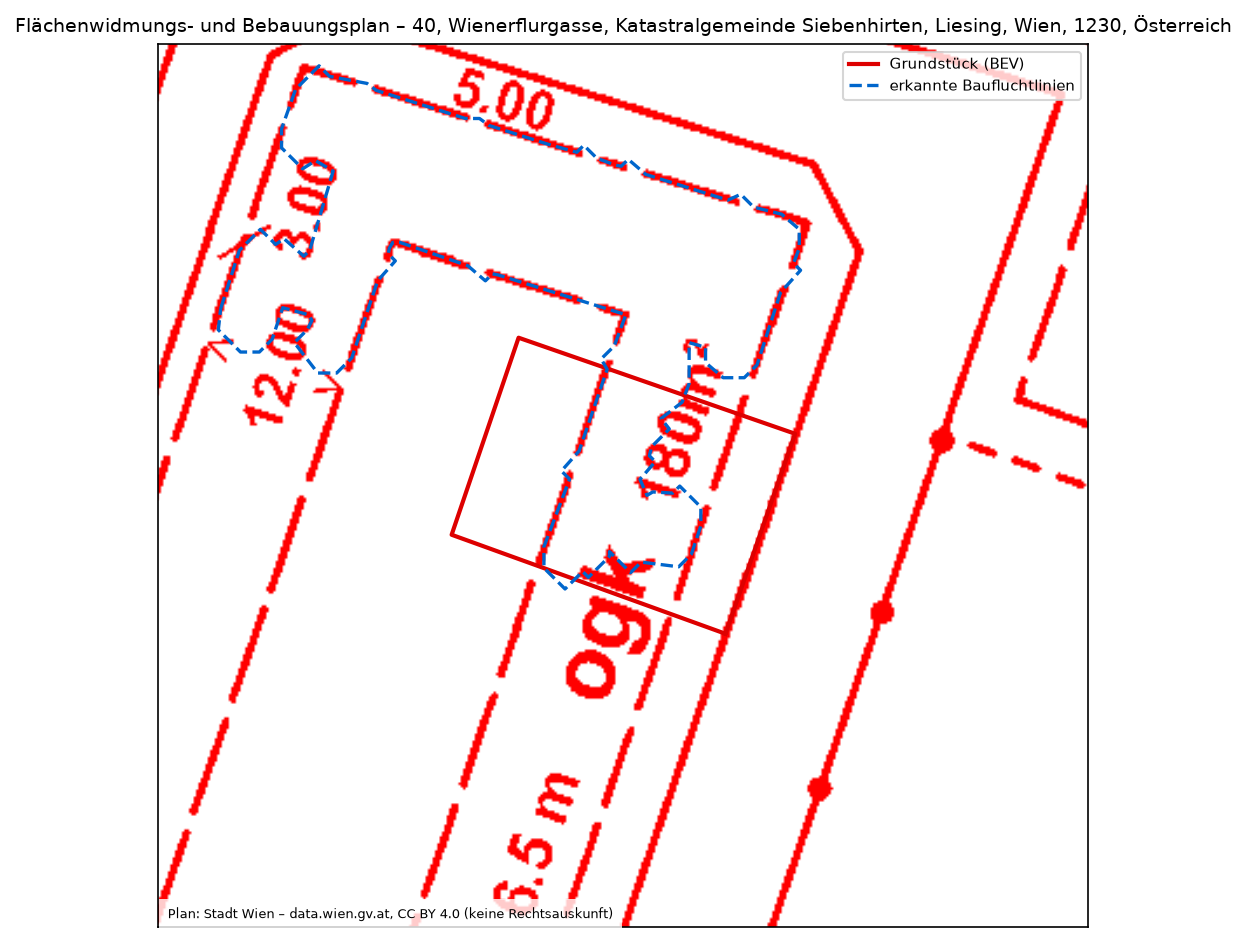 Flächenwidmungs- und Bebauungsplan – 40, Wienerflurgasse, Katastralgemeinde Siebenhirten, Liesing, Wien, 1230, Österreich
Grundstück (BEV)
erkannte Baufluchtlinien
5.00
3.00
12.00
180m
ogk
6.5 m
Plan: Stadt Wien – data.wien.gv.at, CC BY 4.0 (keine Rechtsauskunft)